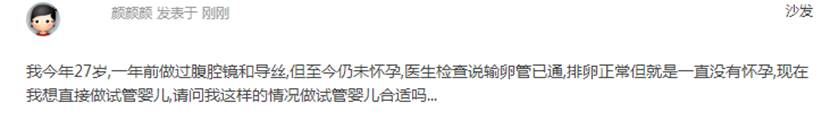 颜颜颜 发表于 刚刚
沙发
我今年27岁,一年前做过腹腔镜和导丝,但至今仍未怀孕,医生检查说输卵管已通,排卵正常但就是一直没有怀孕,现在
我想直接做试管婴儿,请问我这样的情况做试管婴儿合适吗...